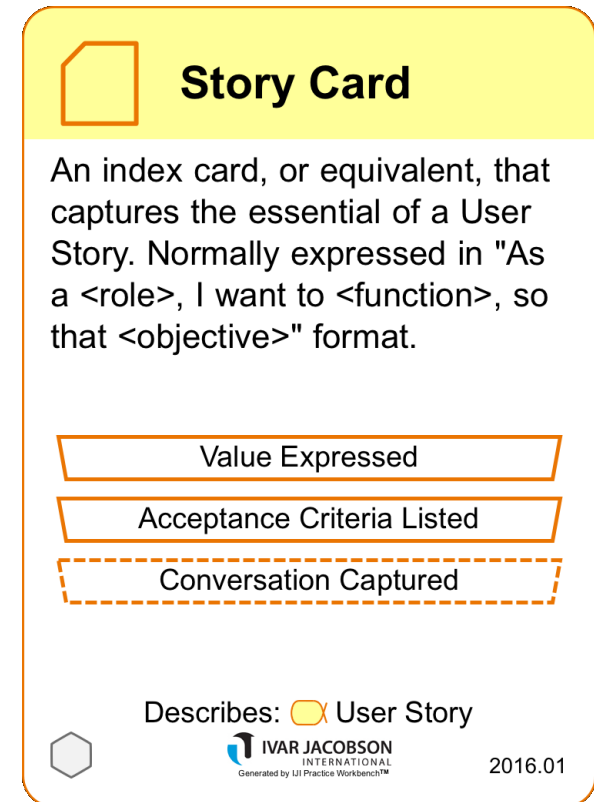 Story Card
An index card, or equivalent, that
captures the essential of a User
Story. Normally expressed in "As
a <role>, I want to <function>, so
that <objective>" format.
Value Expressed
Acceptance Criteria Listed
Conversation Captured
Describes: User Story
IVAR JACOBSON
INTERNATIONAL
Generated by IJI Practice Workbench™
2016.01